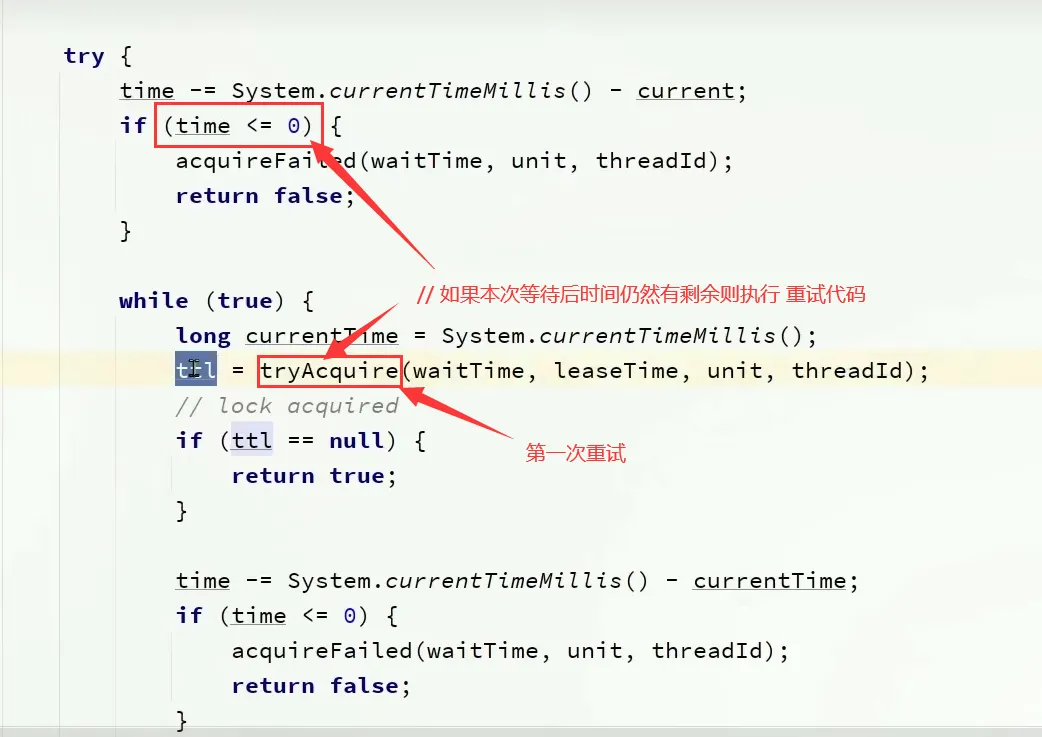 try {
time -= System.currentTimeMillis() - current;
if (time <= 0) {
acquireFailed(waitTime, unit, threadId);
return false;
}
// 如果本次等待后时间仍然有剩余则执行 重试代码
while (true) {
long currentTime = System.currentTimeMillis();
ttl = tryAcquire(waitTime, leaseTime, unit, threadId);
// lock acquired
if (ttl == null) {
第一次重试
return true;
}
time -= System.currentTimeMillis() - currentTime;
if (time <= 0) {
acquireFailed(waitTime, unit, threadId);
return false;
}